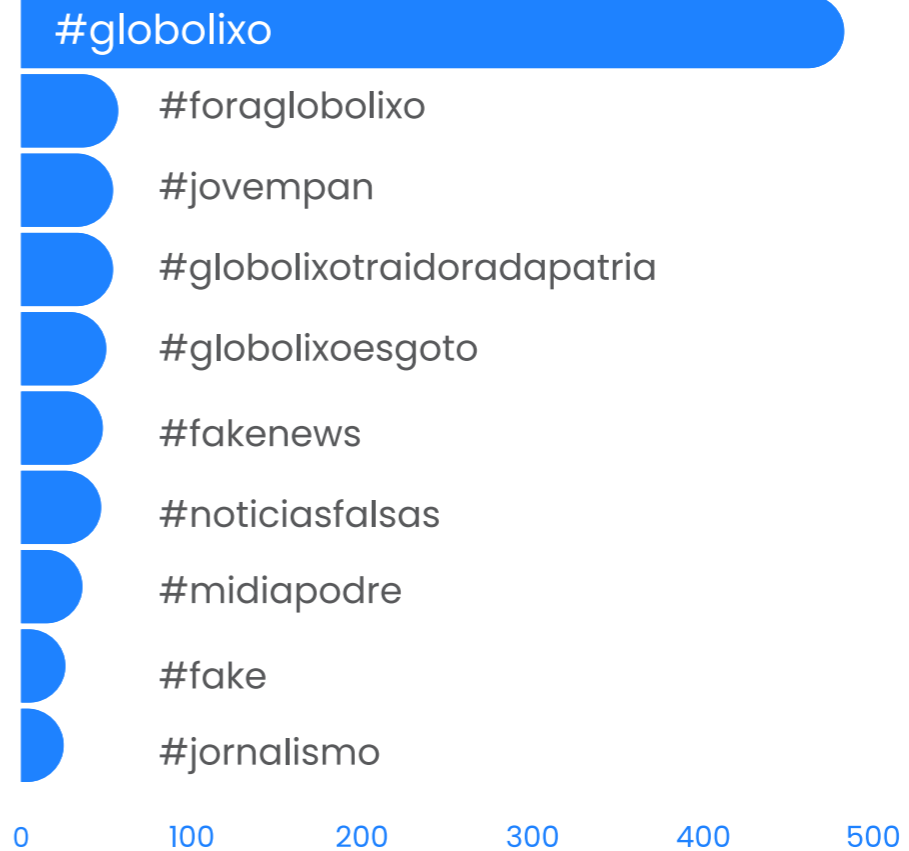 #globolixo
#foraglobolixo
#jovempan
#globolixotraidoradapatria
#globolixoesgoto
#fakenews
#noticiasfalsas
#midiapodre
#fake
#jornalismo
0 100 200 300 400 500